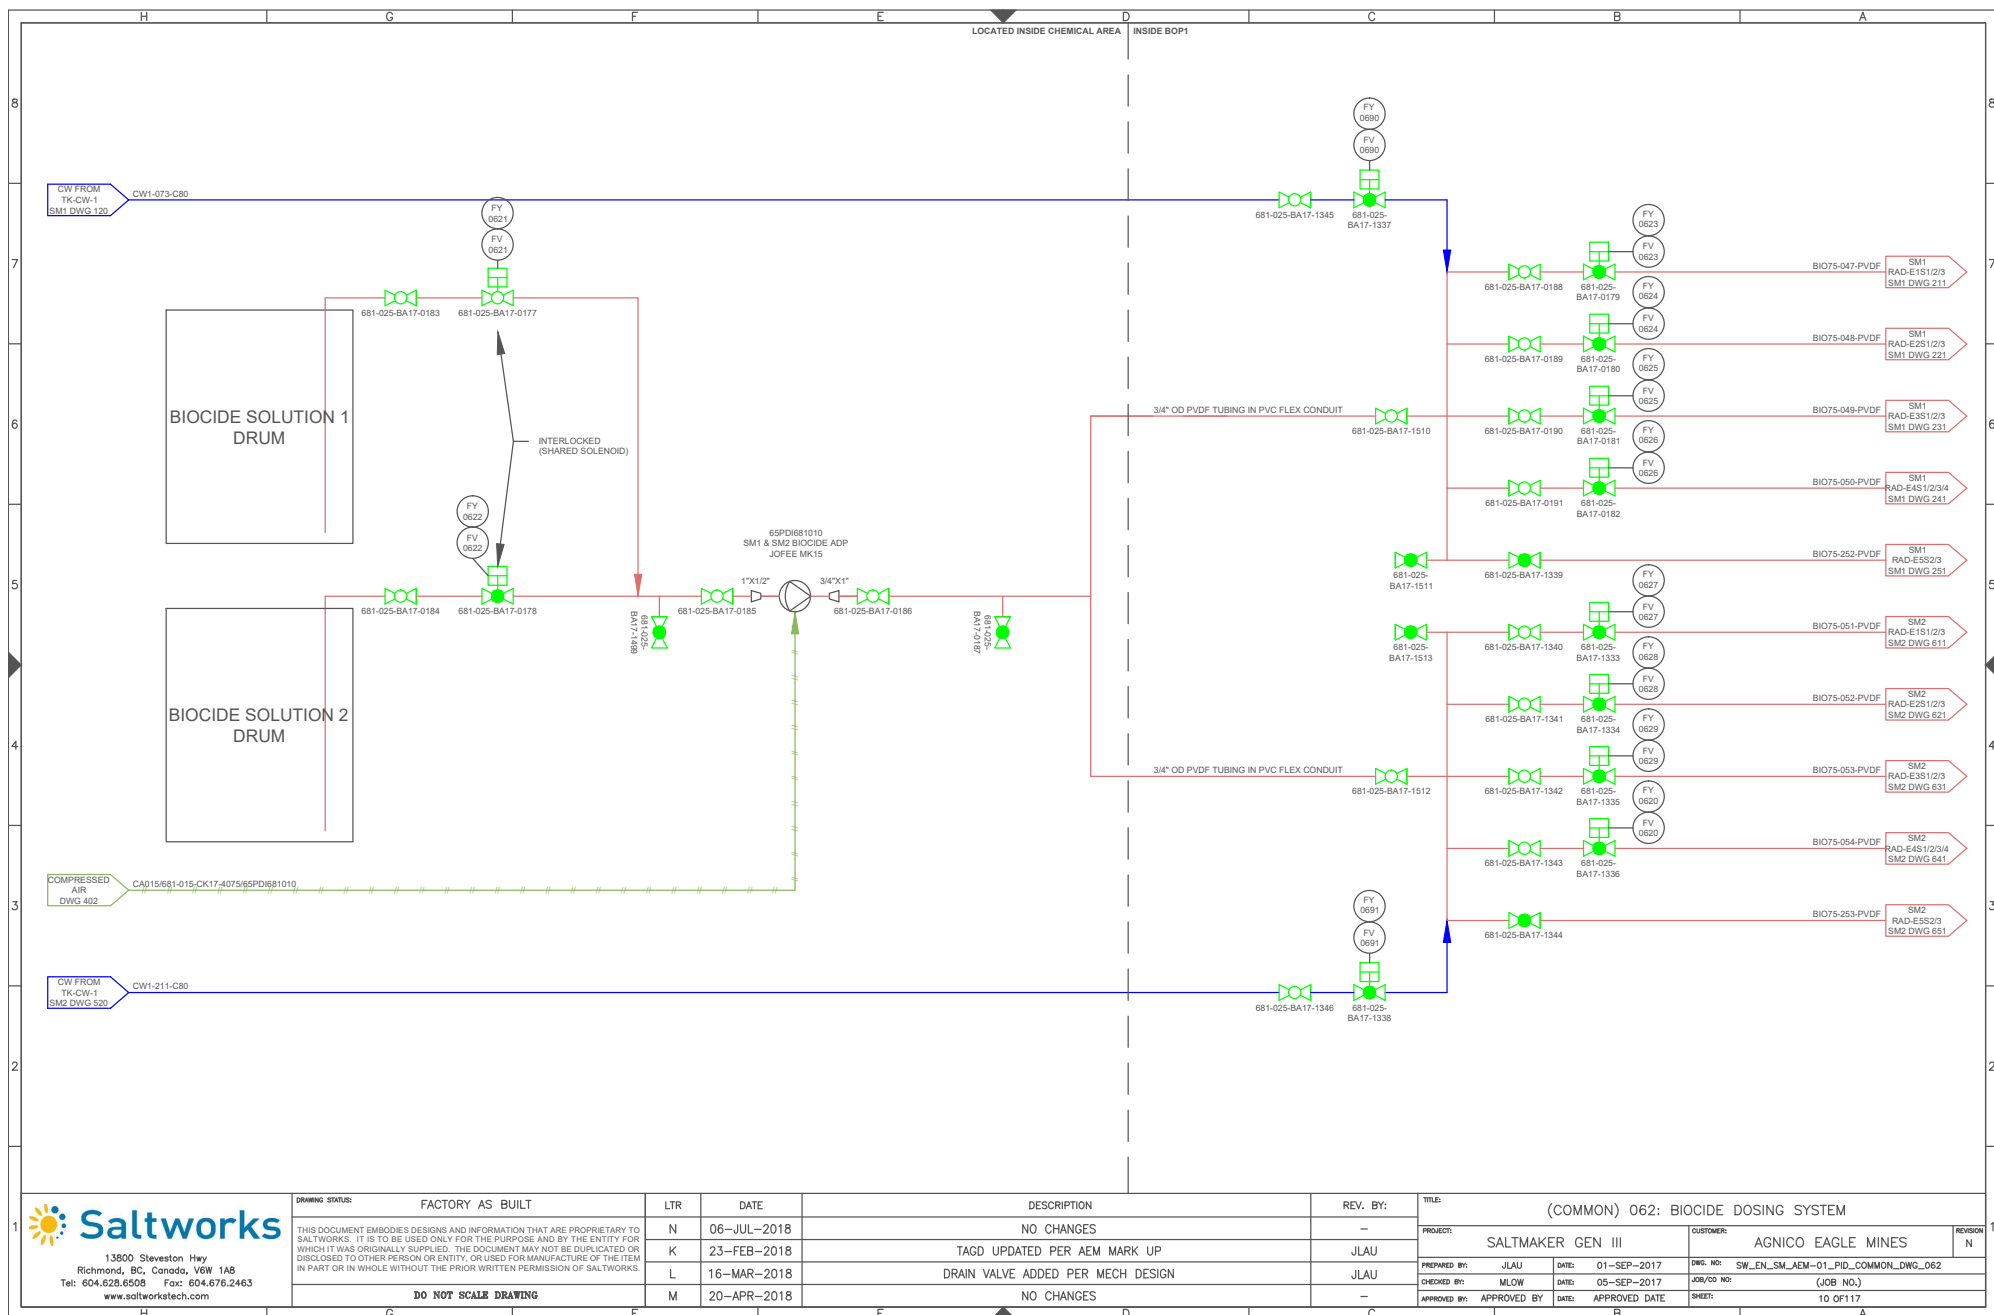 H G F E D C B A
LOCATED INSIDE CHEMICAL AREA
INSIDE BOP1
8
8
FY
0690
FV
0690
CW FROM
TK-CW-1
SM1 DWG 120
CW1-073-C80
681-025-BA17-1345
681-025-
BA17-1337
FY
0621
FV
0621
681-025-BA17-0183
681-025-BA17-0177
7
7
FY
0623
FV
0623
681-025-BA17-0188
681-025-
BA17-0179
BIO75-047-PVDF
SM1
RAD-E1S1/2/3
SM1 DWG 211
FY
0624
FV
0624
681-025-BA17-0189
681-025-
BA17-0180
BIO75-048-PVDF
SM1
RAD-E2S1/2/3
SM1 DWG 221
BIOCIDE SOLUTION 1
DRUM
INTERLOCKED
(SHARED SOLENOID)
6
6
3/4" OD PVDF TUBING IN PVC FLEX CONDUIT
681-025-BA17-1510
FY
0625
FV
0625
681-025-BA17-0190
681-025-
BA17-0181
BIO75-049-PVDF
SM1
RAD-E3S1/2/3
SM1 DWG 231
FY
0626
FV
0626
681-025-BA17-0191
681-025-
BA17-0182
BIO75-050-PVDF
SM1
RAD-E4S1/2/3/4
SM1 DWG 241
FY
0622
FV
0622
681-025-BA17-0184
681-025-BA17-0178
65PDI681010
SM1 & SM2 BIOCIDE ADP
JOFEE MK15
1"X1/2"
3/4"X1"
681-025-BA17-0185
681-025-BA17-0186
681-025-
BA17-1499
681-025-
BA17-0187
5
5
681-025-
BA17-1511
681-025-BA17-1339
BIO75-252-PVDF
SM1
RAD-E5S2/3
SM1 DWG 251
681-025-
BA17-1513
FY
0627
FV
0627
681-025-BA17-1340
681-025-
BA17-1333
BIO75-051-PVDF
SM2
RAD-E1S1/2/3
SM2 DWG 611
BIOCIDE SOLUTION 2
DRUM
FY
0628
FV
0628
681-025-BA17-1341
681-025-
BA17-1334
BIO75-052-PVDF
SM2
RAD-E2S1/2/3
SM2 DWG 621
4
4
3/4" OD PVDF TUBING IN PVC FLEX CONDUIT
681-025-BA17-1512
FY
0629
FV
0629
681-025-BA17-1342
681-025-
BA17-1335
BIO75-053-PVDF
SM2
RAD-E3S1/2/3
SM2 DWG 631
FY
0620
FV
0620
681-025-BA17-1343
681-025-
BA17-1336
BIO75-054-PVDF
SM2
RAD-E4S1/2/3/4
SM2 DWG 641
COMPRESSED
AIR
DWG 402
CA015/681-015-CK17-4075/65PDI681010
3
3
681-025-BA17-1344
BIO75-253-PVDF
SM2
RAD-E5S2/3
SM2 DWG 651
FY
0691
FV
0691
CW FROM
TK-CW-1
SM2 DWG 520
CW1-211-C80
681-025-BA17-1346
681-025-
BA17-1338
2
2
1
1
Saltworks
13800 Steveston Hwy
Richmond, BC, Canada, V6W 1A8
Tel: 604.628.6508 Fax: 604.676.2463
www.saltworkstech.com
DRAWING STATUS:
FACTORY AS BUILT
THIS DOCUMENT EMBODIES DESIGNS AND INFORMATION THAT ARE PROPRIETARY TO
SALTWORKS. IT IS TO BE USED ONLY FOR THE PURPOSE AND BY THE ENTITY FOR
WHICH IT WAS ORIGINALLY SUPPLIED. THE DOCUMENT MAY NOT BE DUPLICATED OR
DISCLOSED TO OTHER PERSON OR ENTITY, OR USED FOR MANUFACTURE OF THE ITEM
IN PART OR IN WHOLE WITHOUT THE PRIOR WRITTEN PERMISSION OF SALTWORKS.
DO NOT SCALE DRAWING
LTR DATE DESCRIPTION REV. BY:
N 06-JUL-2018 NO CHANGES -
K 23-FEB-2018 TAGD UPDATED PER AEM MARK UP JLAU
L 16-MAR-2018 DRAIN VALVE ADDED PER MECH DESIGN JLAU
M 20-APR-2018 NO CHANGES -
TITLE:
(COMMON) 062: BIOCIDE DOSING SYSTEM
PROJECT:
SALTMAKER GEN III
CUSTOMER:
AGNICO EAGLE MINES
REVISION
N
PREPARED BY: JLAU DATE: 01-SEP-2017 DWG. NO: SW_EN_SM_AEM-01_PID_COMMON_DWG_062
CHECKED BY: MLOW DATE: 05-SEP-2017 JOB/CO NO: (JOB NO.)
APPROVED BY: APPROVED BY DATE: APPROVED DATE SHEET: 10 OF117
H G F E D C B A